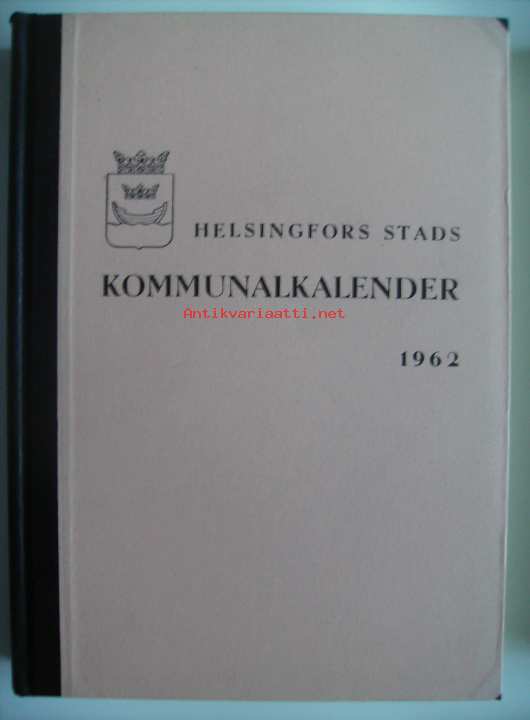 HELSINGFORS STADS
KOMMUNALKALENDER
Antikvariaatti.net
1962